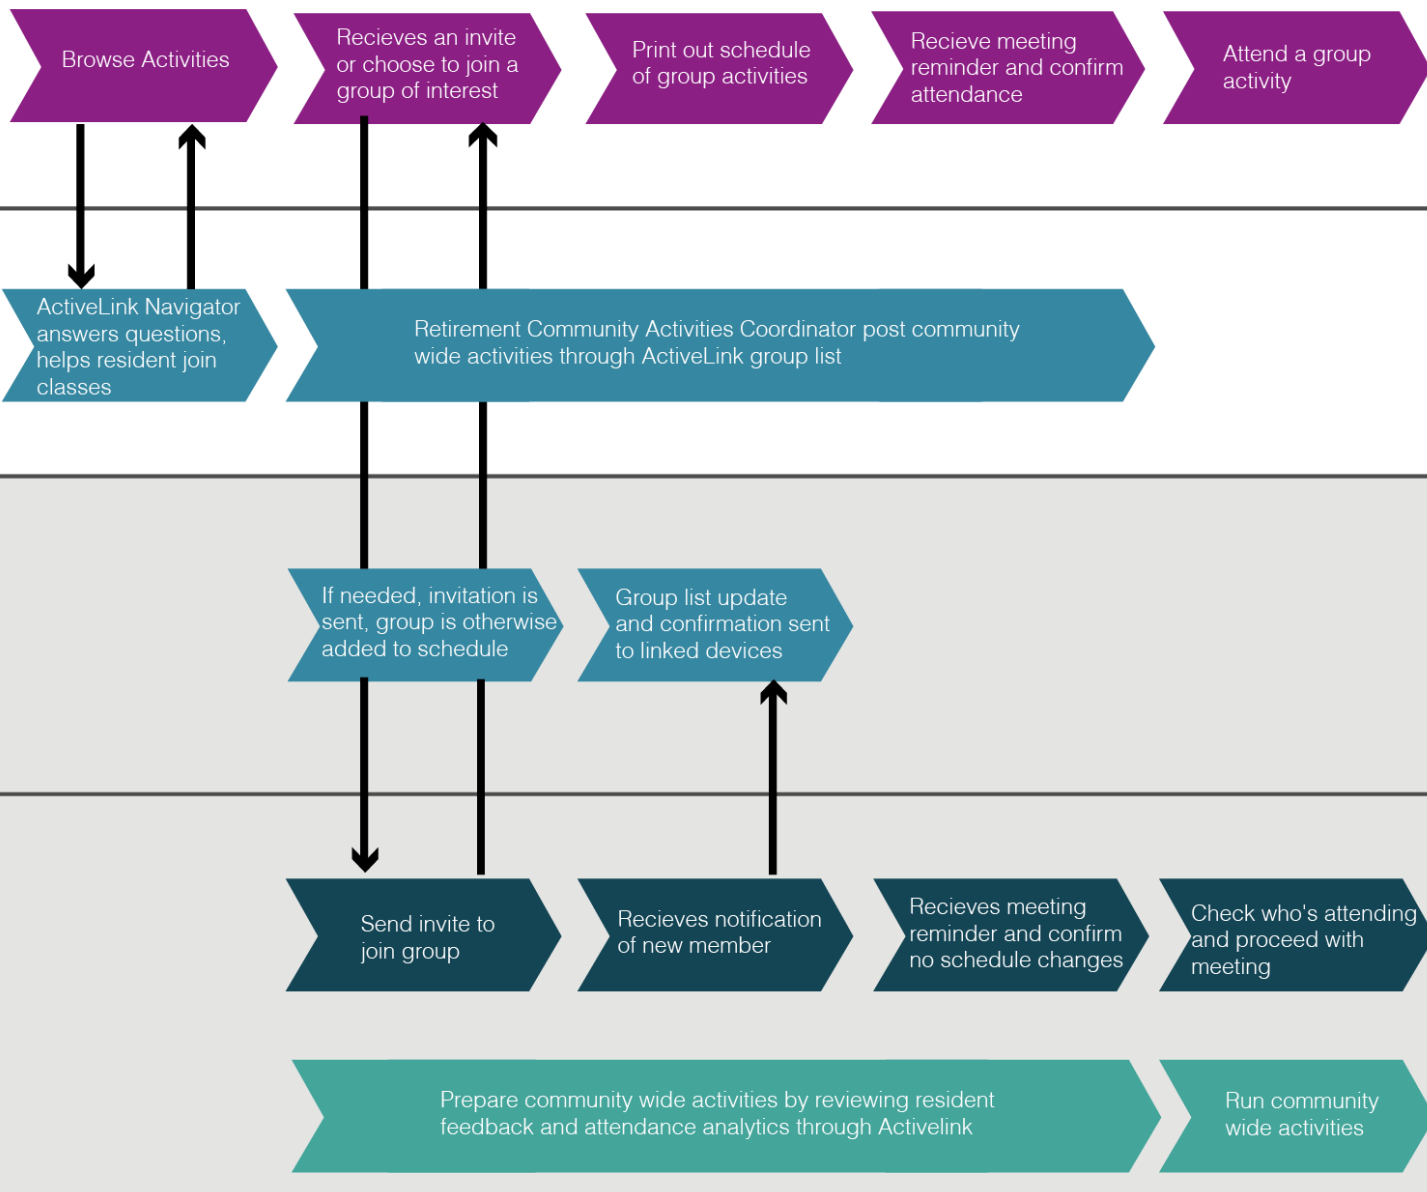 Browse Activities
Recieves an invite
or choose to join a
group of interest
Print out schedule
of group activities
Recieve meeting
reminder and confirm
attendance
Attend a group
activity
ActiveLink Navigator
answers questions,
helps resident join
classes
Retirement Community Activities Coordinator post community
wide activities through ActiveLink group list
If needed, invitation is
sent, group is otherwise
added to schedule
Group list update
and confirmation sent
to linked devices
Send invite to
join group
Recieves notification
of new member
Recieves meeting
reminder and confirm
no schedule changes
Check who's attending
and proceed with
meeting
Prepare community wide activities by reviewing resident
feedback and attendance analytics through Activelink
Run community
wide activities